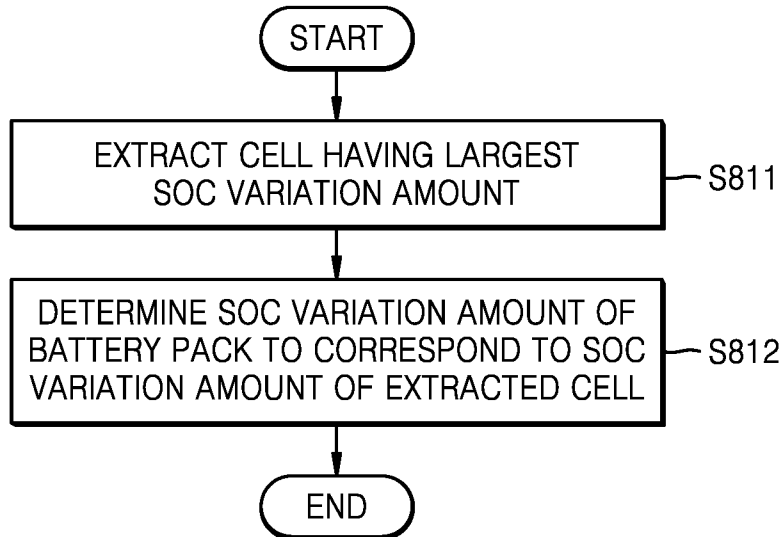 START
EXTRACT CELL HAVING LARGEST
SOC VARIATION AMOUNT
S811
DETERMINE SOC VARIATION AMOUNT OF
BATTERY PACK TO CORRESPOND TO SOC
VARIATION AMOUNT OF EXTRACTED CELL
S812
END